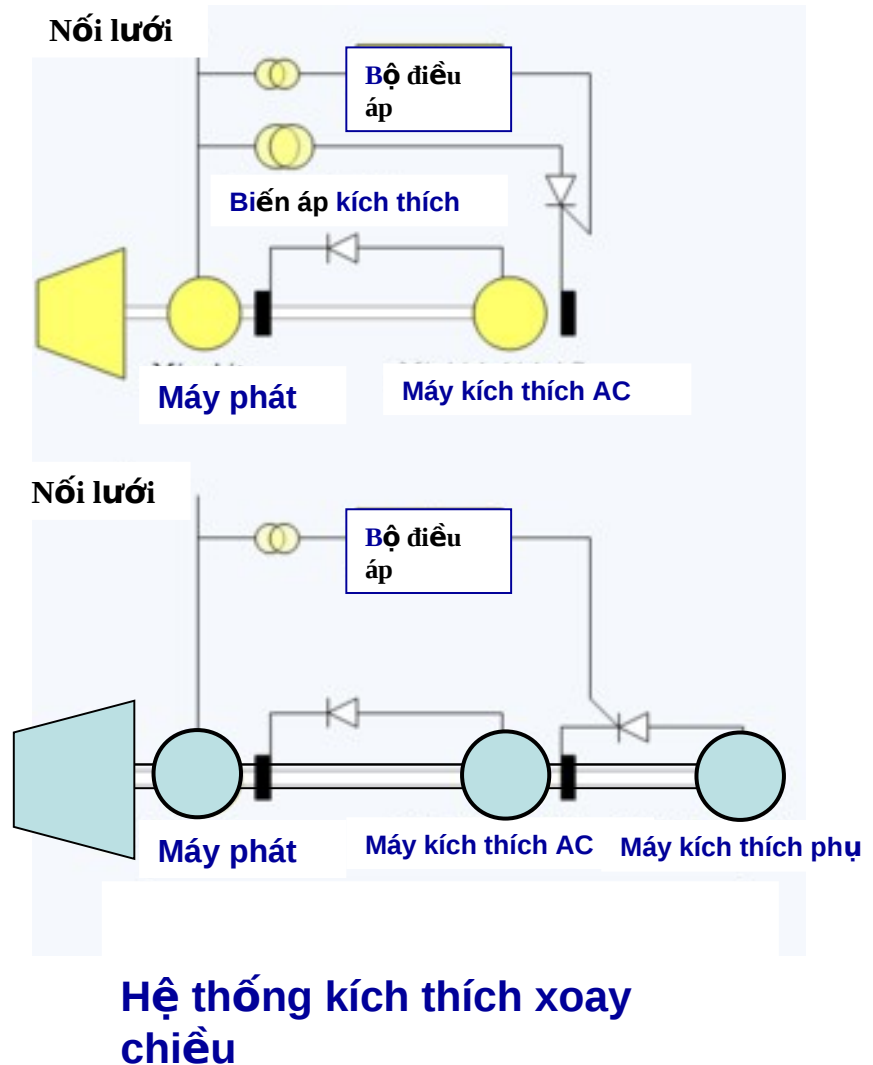 Nối lưới
Bộ điều
áp
Biến áp kích thích
Máy phát
Máy kích thích AC
Nối lưới
Bộ điều
áp
Máy phát
Máy kích thích AC
Máy kích thích phụ
Hệ thống kích thích xoay
chiều